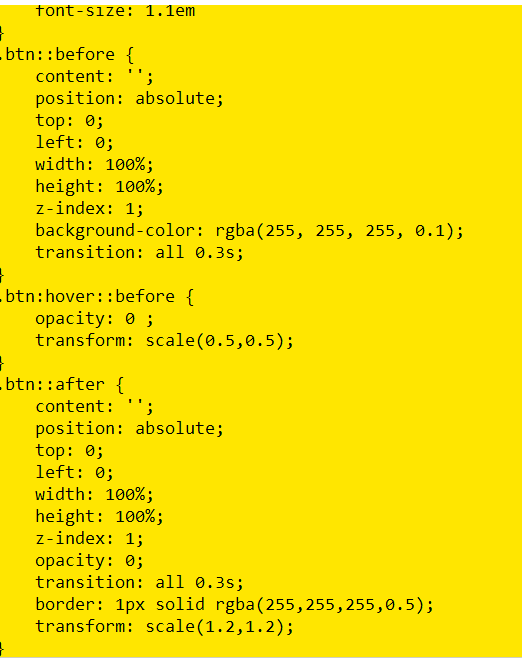 font-size: 1.1em
}
.btn::before {
    content: '';
    position: absolute;
    top: 0;
    left: 0;
    width: 100%;
    height: 100%;
    z-index: 1;
    background-color: rgba(255, 255, 255, 0.1);
    transition: all 0.3s;
}
.btn:hover::before {
    opacity: 0 ;
    transform: scale(0.5,0.5);
}
.btn::after {
    content: '';
    position: absolute;
    top: 0;
    left: 0;
    width: 100%;
    height: 100%;
    z-index: 1;
    opacity: 0;
    transition: all 0.3s;
    border: 1px solid rgba(255,255,255,0.5);
    transform: scale(1.2,1.2);
}